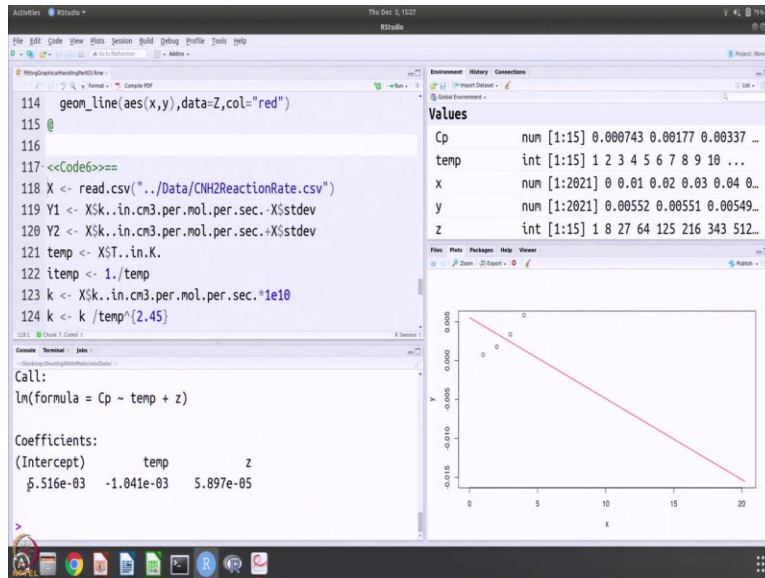 Activities RStudio Thu Dec 5, 15:27 79%
RStudio
File Edit Code View Plots Session Build Debug Profile Tools Help
Go to file/function Addins Project: (None
FittingGraphicalHandlingPart03.Rnw
Format Compile PDF Run
114 geom_line(aes(x,y),data=Z,col="red")
115 @
116
117 <<Code6>>==
118 X <- read.csv("../Data/CNH2ReactionRate.csv")
119 Y1 <- X$k..in.cm3.per.mol.per.sec.-X$stdev
120 Y2 <- X$k..in.cm3.per.mol.per.sec.+X$stdev
121 temp <- X$T..in.K.
122 itemp <- 1./temp
123 k <- X$k..in.cm3.per.mol.per.sec.*1e10
124 k <- k /temp^{2.45}
118:1 Chunk 7: Code6 R Sweave
Console Terminal Jobs
~/Desktop/DealingWithMaterialsData/
Call:
lm(formula = Cp ~ temp + z)
Coefficients:
(Intercept) temp z
5.516e-03 -1.041e-03 5.897e-05
>
Environment History Connections
Import Dataset List
Global Environment
Values
Cp num [1:15] 0.000743 0.00177 0.00337 …
temp int [1:15] 1 2 3 4 5 6 7 8 9 10 ...
x num [1:2021] 0 0.01 0.02 0.03 0.04 0…
y num [1:2021] 0.00552 0.00551 0.00549…
z int [1:15] 1 8 27 64 125 216 343 512…
Files Plots Packages Help Viewer
Zoom Export Publish
0.005
0.000
-0.005
-0.010
-0.015
y
0 5 10 15 20
x
NPTEL